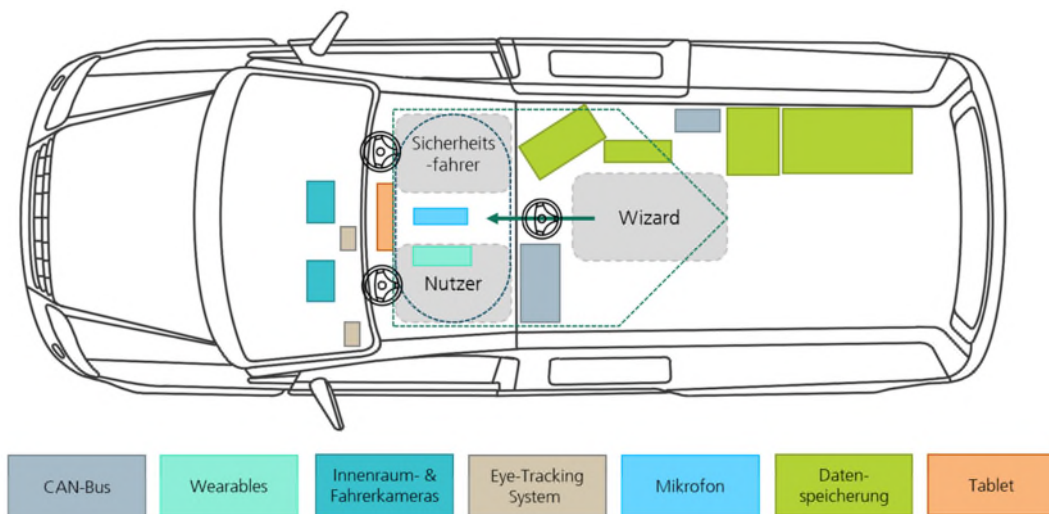 Sicherheits
-fahrer
Wizard
Nutzer
CAN-Bus
Wearables
Innenraum- &
Fahrerkameras
Eye-Tracking
System
Mikrofon
Daten-
speicherung
Tablet